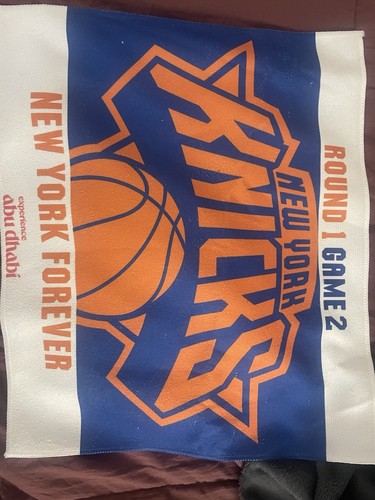 ROUND 1 GAME 2
NEW YORK
KNICKS
NEW YORK FOREVER
experience
abu dhabi